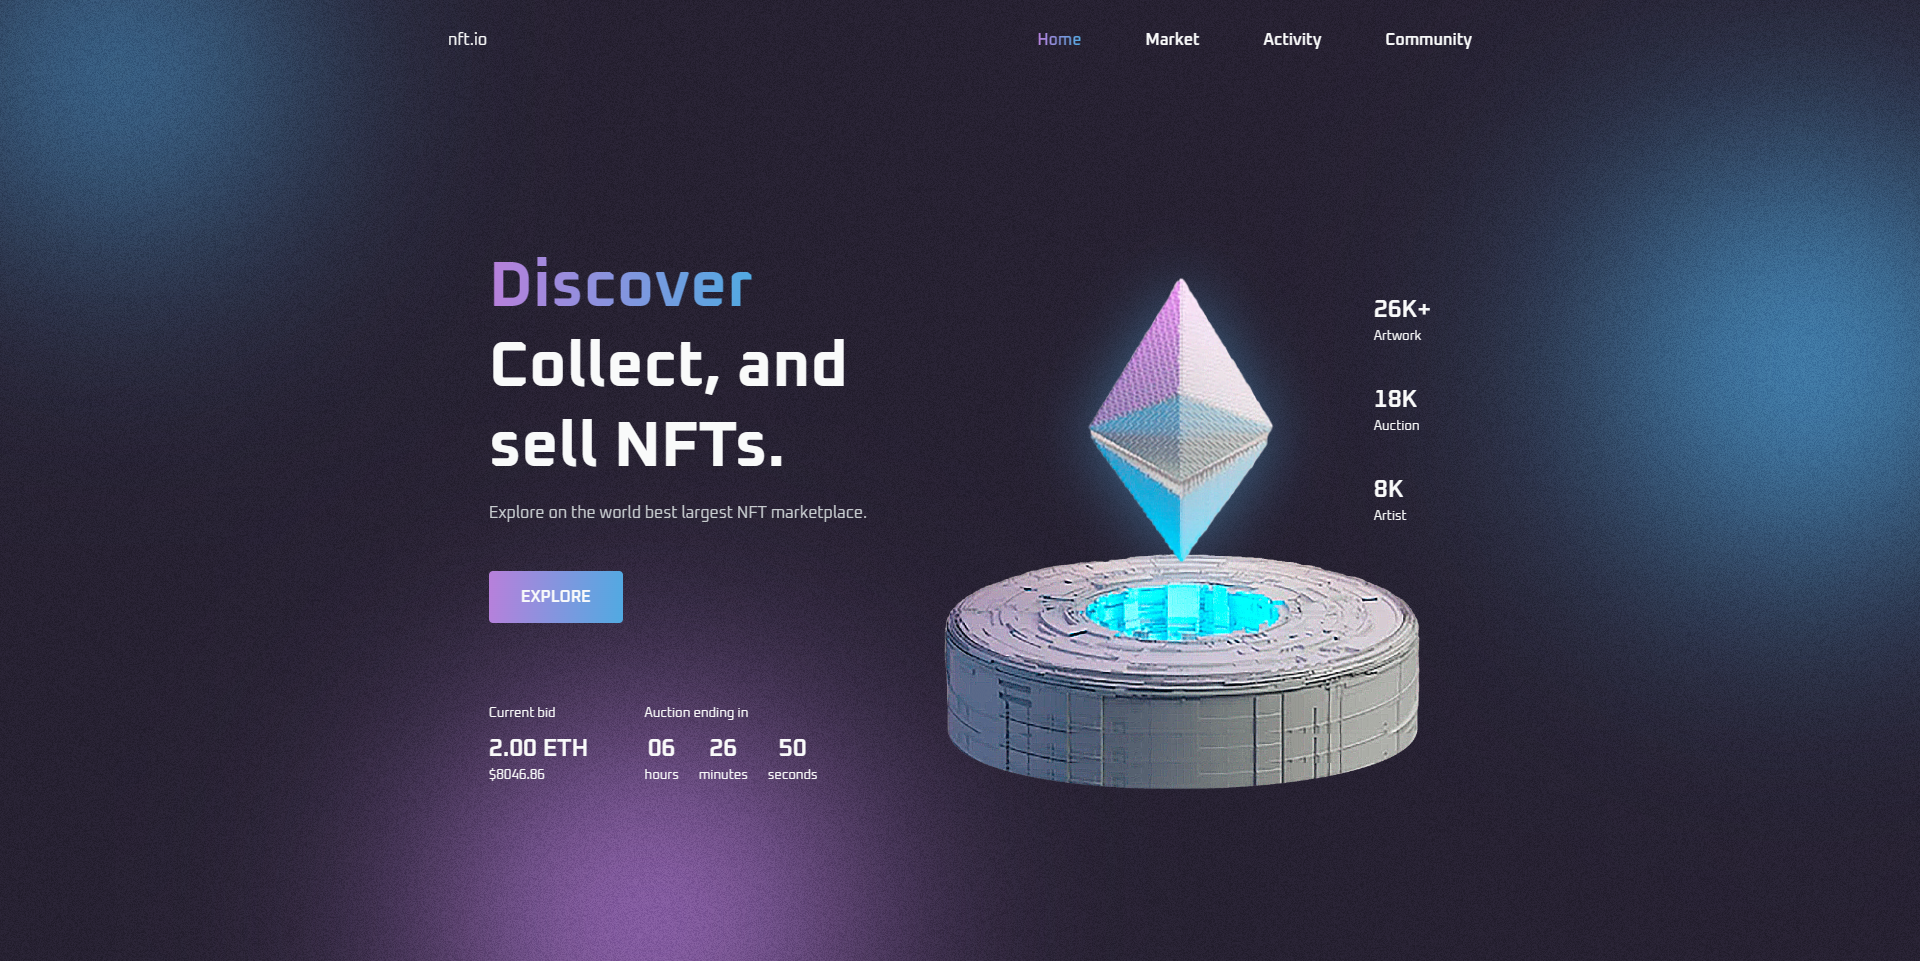 nft.io
Home Market Activity Community
Discover
Collect, and
sell NFTs.
Explore on the world best largest NFT marketplace.
EXPLORE
Current bid
2.00 ETH
$8046.86
Auction ending in
06 26 50
hours minutes seconds
26K+
Artwork
18K
Auction
8K
Artist